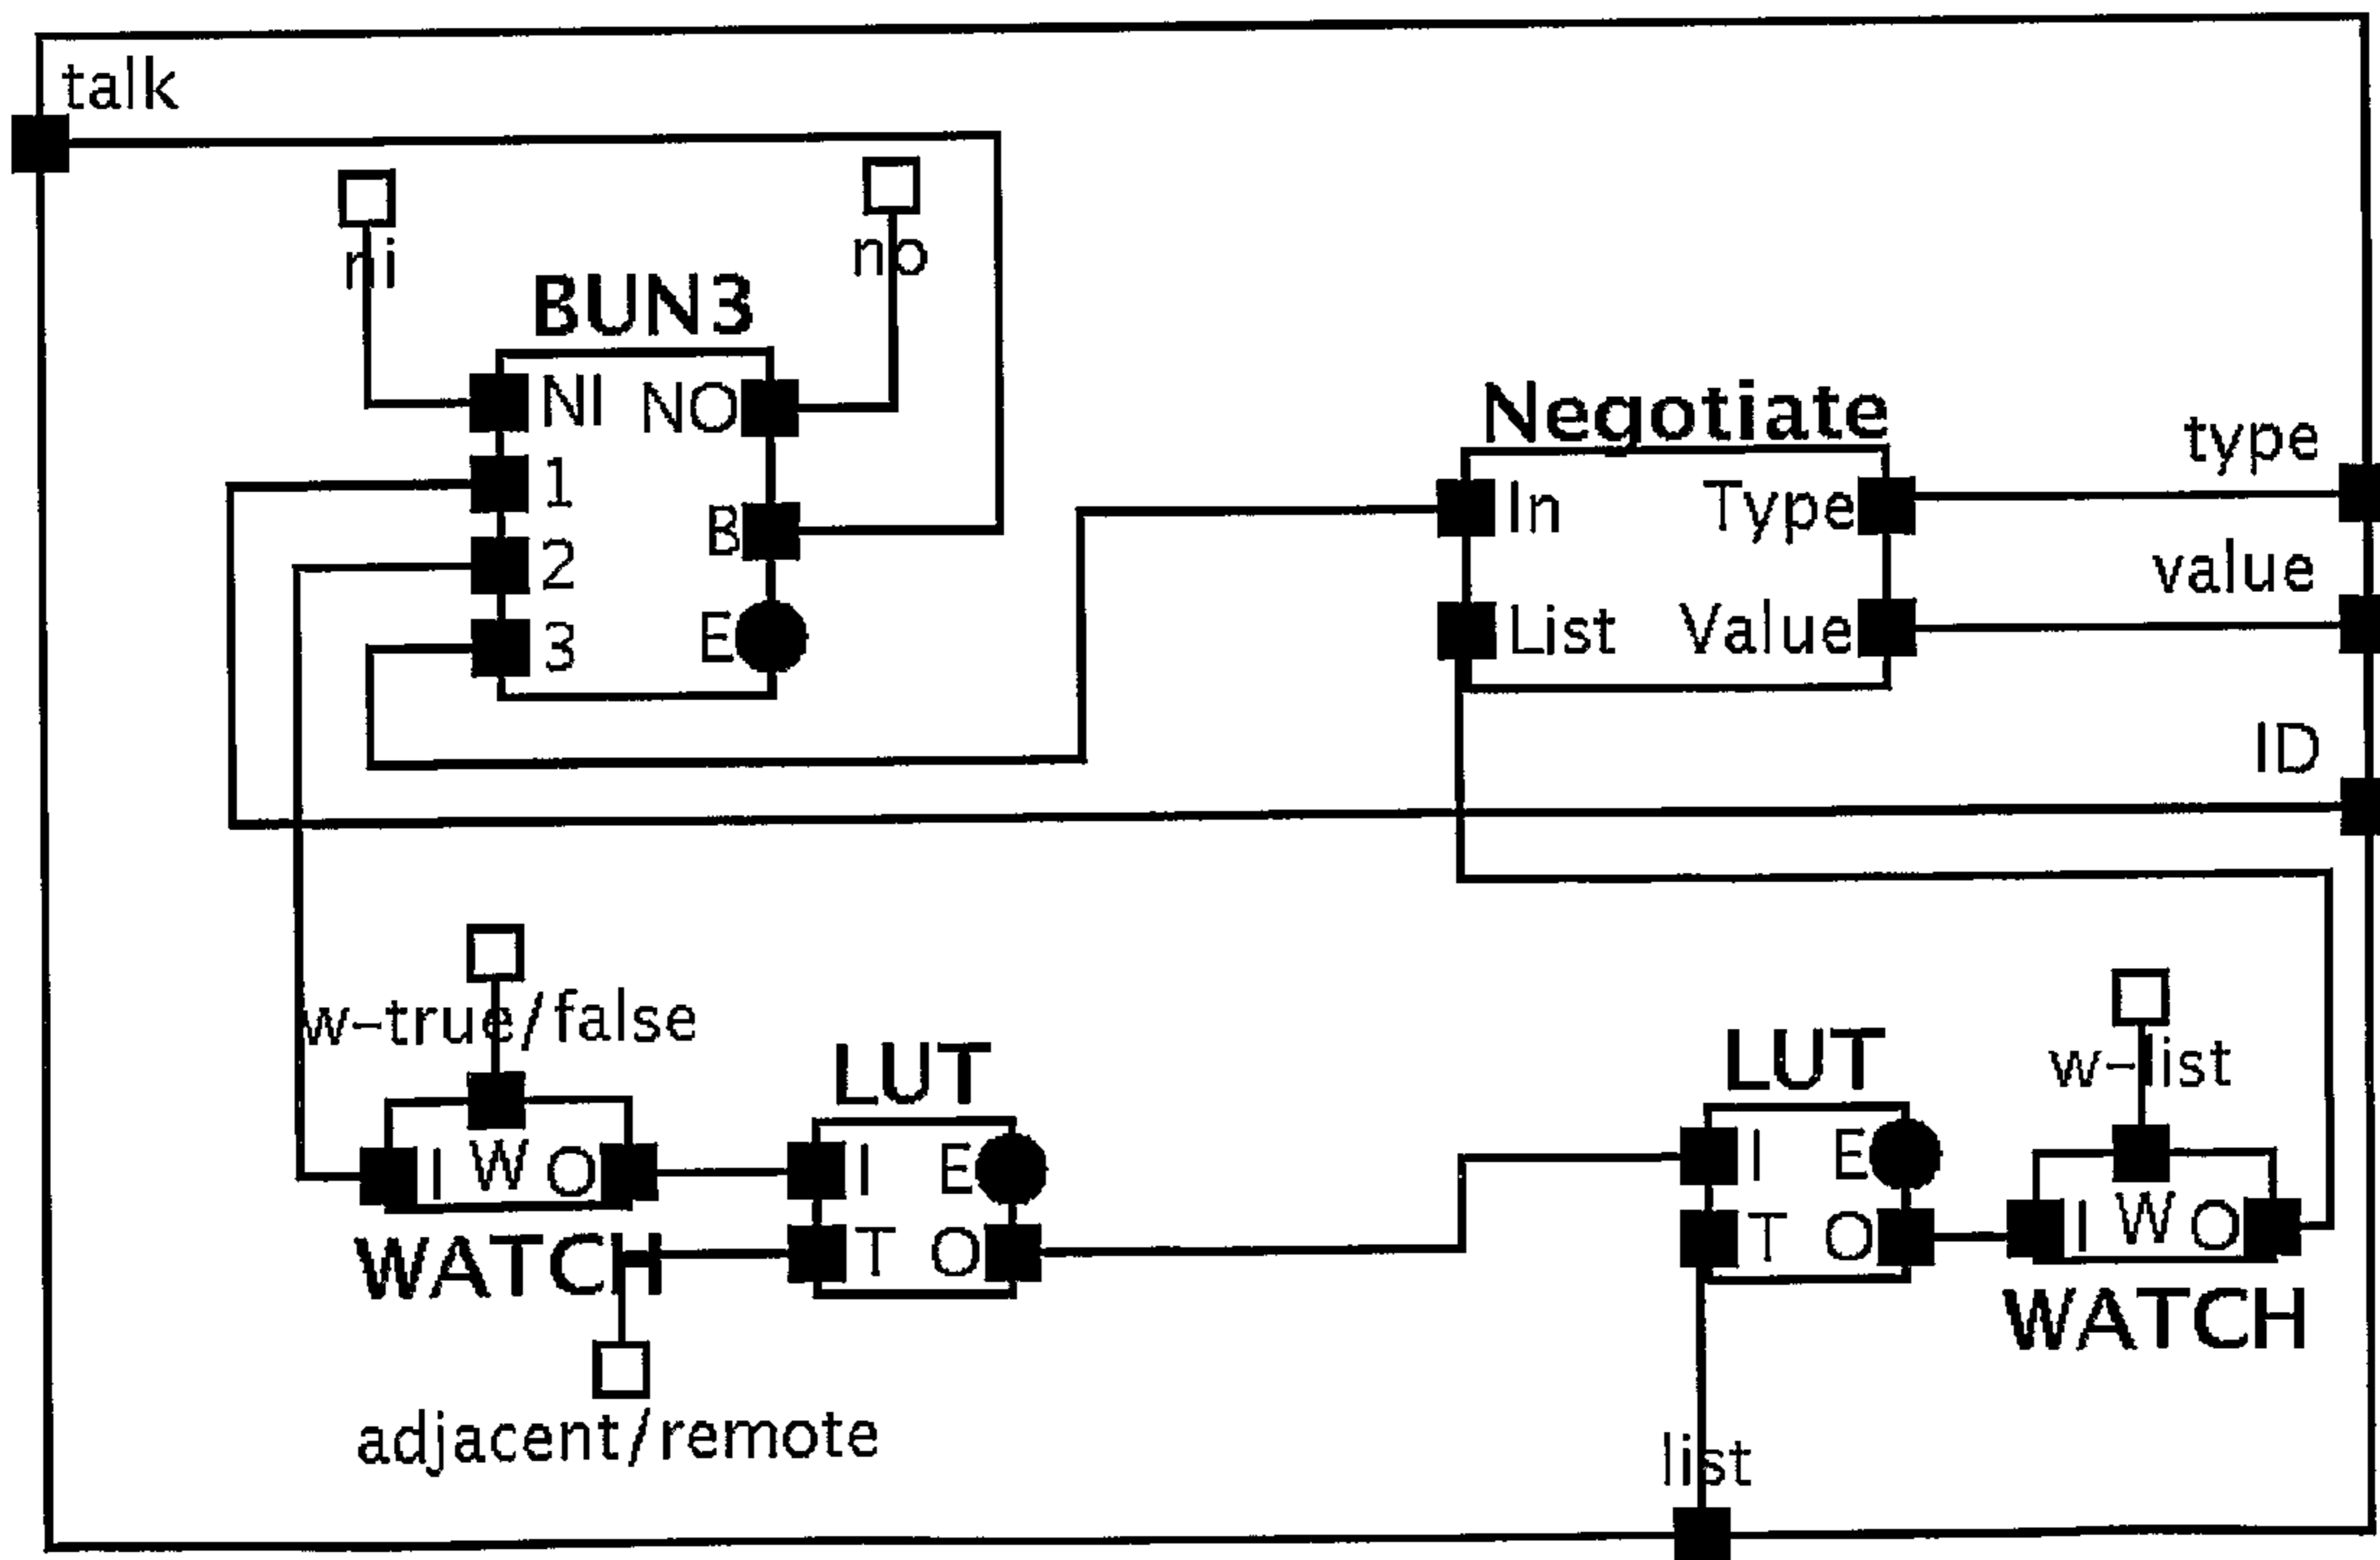 talk
ni
no
BUN3
NI NO
1
B
2
E
3
Negotiate
In Type
List Value
type
value
ID
w-true/false
I W O
WATCH
LUT
I E
T O
adjacent/remote
LUT
I E
T O
w-list
I W O
WATCH
list